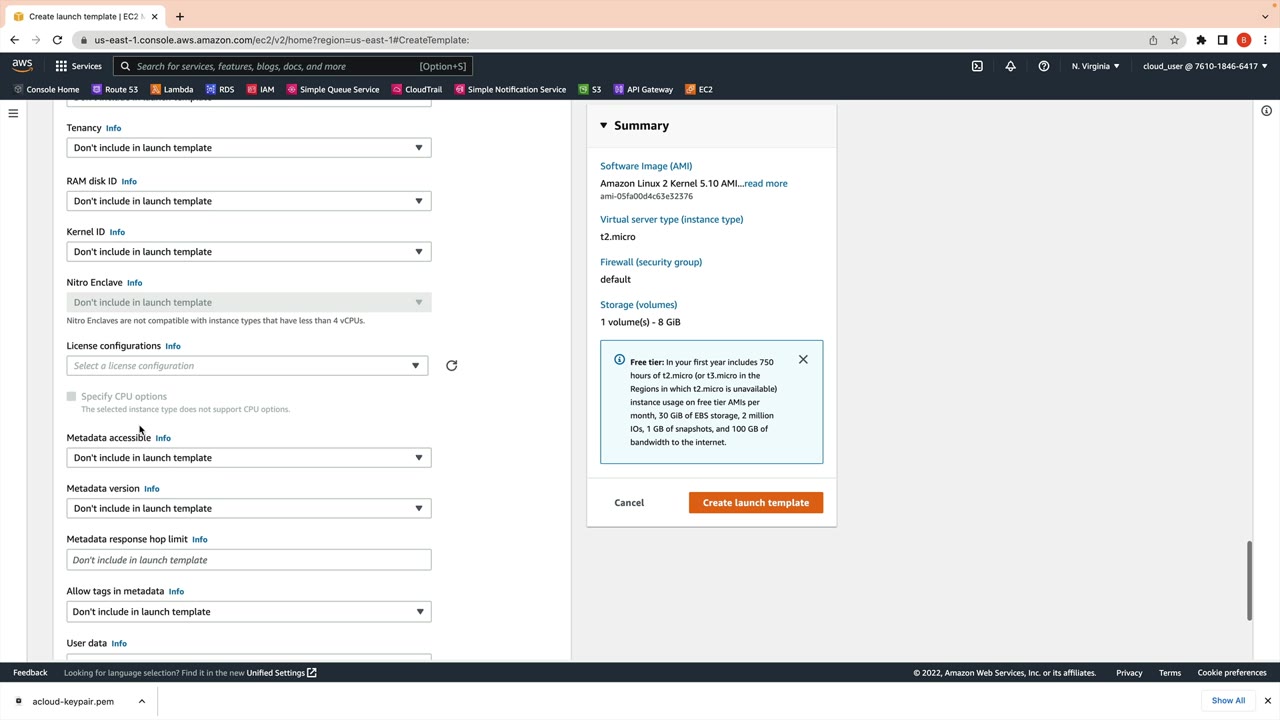 Create launch template | EC2 M
us-east-1.console.aws.amazon.com/ec2/v2/home?region=us-east-1#CreateTemplate:
B
aws
Services
Search for services, features, blogs, docs, and more
[Option+S]
N. Virginia
cloud_user @ 7610-1846-6417
Console Home
Route 53
Lambda
RDS
IAM
Simple Queue Service
CloudTrail
Simple Notification Service
S3
API Gateway
EC2
Don't include in launch template
Tenancy Info
Don't include in launch template
RAM disk ID Info
Don't include in launch template
Kernel ID Info
Don't include in launch template
Nitro Enclave Info
Don't include in launch template
Nitro Enclaves are not compatible with instance types that have less than 4 vCPUs.
License configurations Info
Select a license configuration
Specify CPU options
The selected instance type does not support CPU options.
Metadata accessible Info
Don't include in launch template
Metadata version Info
Don't include in launch template
Metadata response hop limit Info
Don't include in launch template
Allow tags in metadata Info
Don't include in launch template
User data Info
Summary
Software Image (AMI)
Amazon Linux 2 Kernel 5.10 AMI...read more
ami-05fa00d4c63e32376
Virtual server type (instance type)
t2.micro
Firewall (security group)
default
Storage (volumes)
1 volume(s) - 8 GiB
Free tier: In your first year includes 750
hours of t2.micro (or t3.micro in the
Regions in which t2.micro is unavailable)
instance usage on free tier AMIs per
month, 30 GiB of EBS storage, 2 million
IOs, 1 GB of snapshots, and 100 GB of
bandwidth to the internet.
Cancel
Create launch template
Feedback
Looking for language selection? Find it in the new Unified Settings
© 2022, Amazon Web Services, Inc. or its affiliates.
Privacy
Terms
Cookie preferences
acloud-keypair.pem
Show All